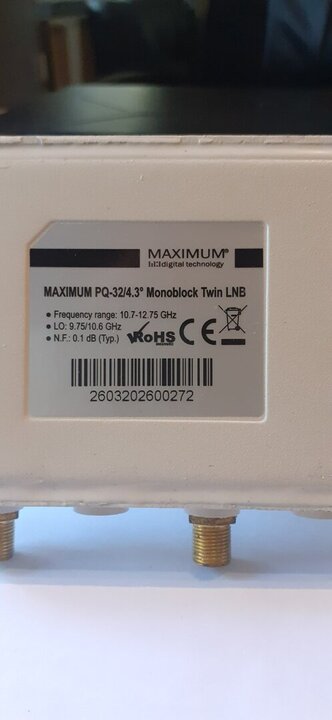 MAXIMUM®
digital technology
MAXIMUM PQ-32/4.3° Monoblock Twin LNB
• Frequency range: 10.7-12.75 GHz
• LO: 9.75/10.6 GHz
• N.F.: 0.1 dB (Typ.)
RoHS
CE
2603202600272